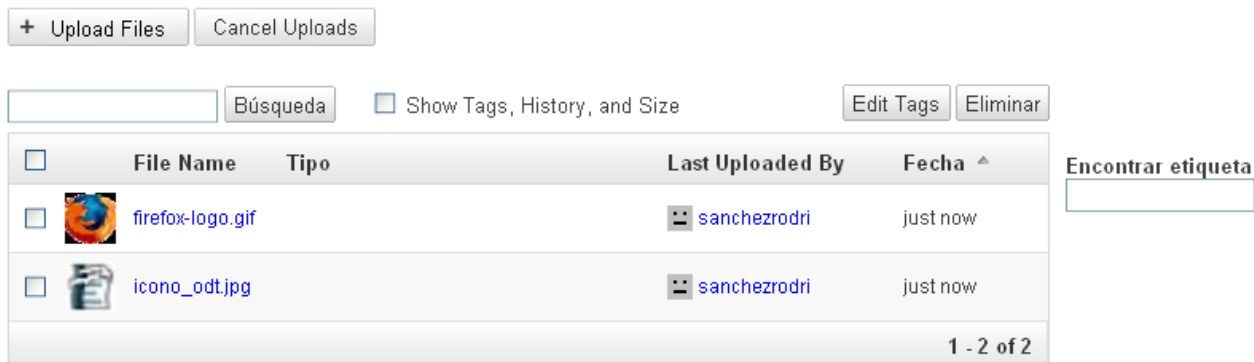 + Upload Files Cancel Uploads
Búsqueda Show Tags, History, and Size Edit Tags Eliminar
File Name Tipo Last Uploaded By Fecha
Encontrar etiqueta
firefox-logo.gif sanchezrodri just now
icono_odt.jpg sanchezrodri just now
1 - 2 of 2